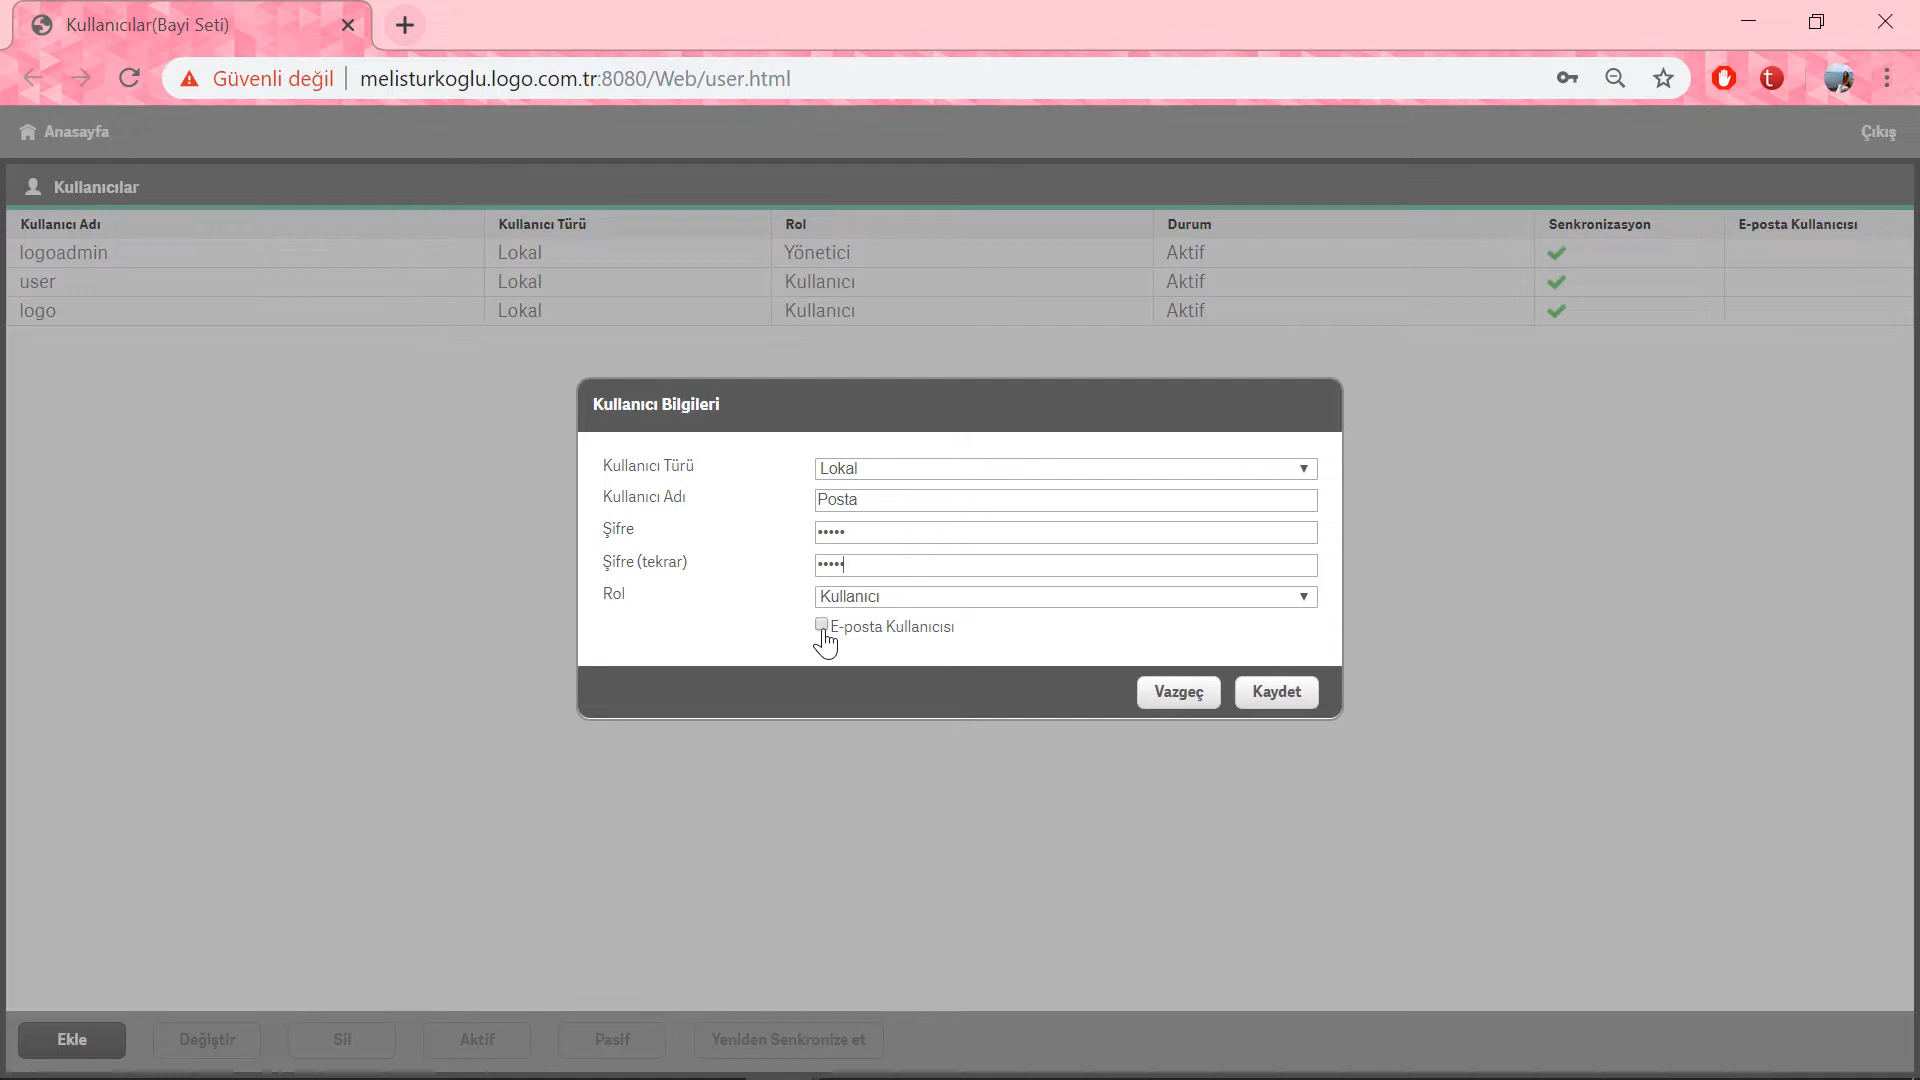 Kullanıcılar(Bayi Seti)
Güvenli değil melisturkoglu.logo.com.tr:8080/Web/user.html
Anasayfa Çıkış
Kullanıcılar
Kullanıcı Adı Kullanıcı Türü Rol Durum Senkronizasyon E-posta Kullanıcısı
logoadmin Lokal Yönetici Aktif
user Lokal Kullanıcı Aktif
logo Lokal Kullanıcı Aktif
Kullanıcı Bilgileri
Kullanıcı Türü Lokal
Kullanıcı Adı Posta
Şifre •••••
Şifre (tekrar) •••••
Rol Kullanıcı
E-posta Kullanıcısı
Vazgeç Kaydet
Ekle Değiştir Sil Aktif Pasif Yeniden Senkronize et